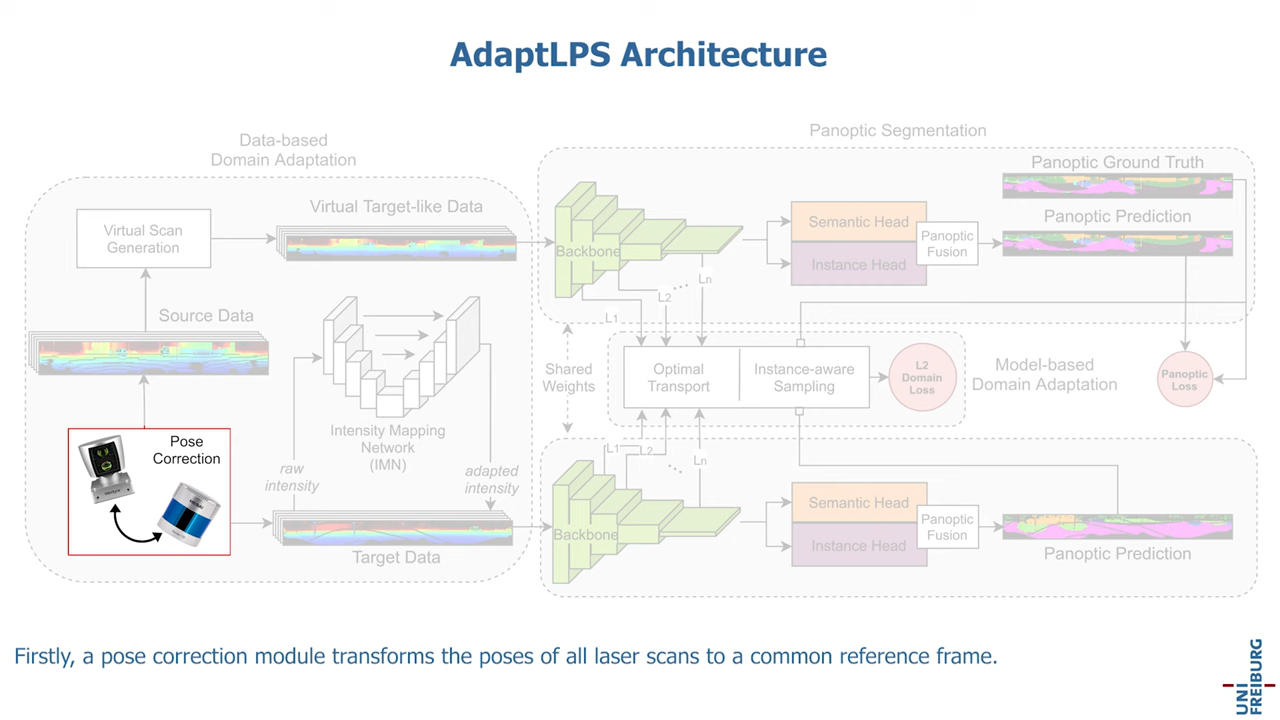 AdaptLPS Architecture
Data-based
Domain Adaptation
Virtual Scan
Generation
Virtual Target-like Data
Source Data
Pose
Correction
raw
intensity
Intensity Mapping
Network
(IMN)
adapted
intensity
Target Data
Panoptic Segmentation
Backbone
L1
L2
Ln
Semantic Head
Instance Head
Panoptic
Fusion
Panoptic Ground Truth
Panoptic Prediction
Shared
Weights
Optimal
Transport
Instance-aware
Sampling
L2
Domain
Loss
Model-based
Domain Adaptation
Panoptic
Loss
L1
L2
Ln
Backbone
Semantic Head
Instance Head
Panoptic
Fusion
Panoptic Prediction
Firstly, a pose correction module transforms the poses of all laser scans to a common reference frame.
UNI
FREIBURG